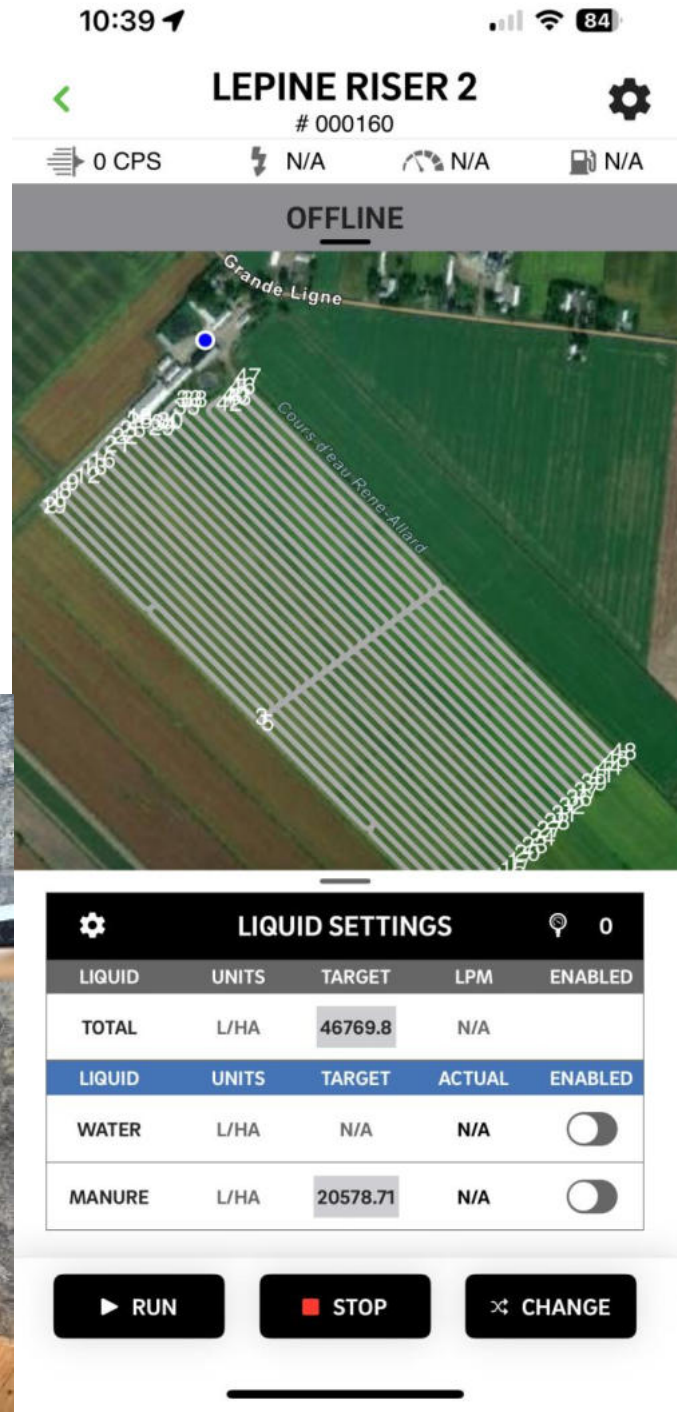 10:39
84
LEPINE RISER 2
# 000160
0 CPS N/A N/A N/A
OFFLINE
Grande Ligne
47
42
Cours d'eau Rene-Allard
48
LIQUID SETTINGS 0
LIQUID UNITS TARGET LPM ENABLED
TOTAL L/HA 46769.8 N/A
LIQUID UNITS TARGET ACTUAL ENABLED
WATER L/HA N/A N/A
MANURE L/HA 20578.71 N/A
RUN STOP CHANGE